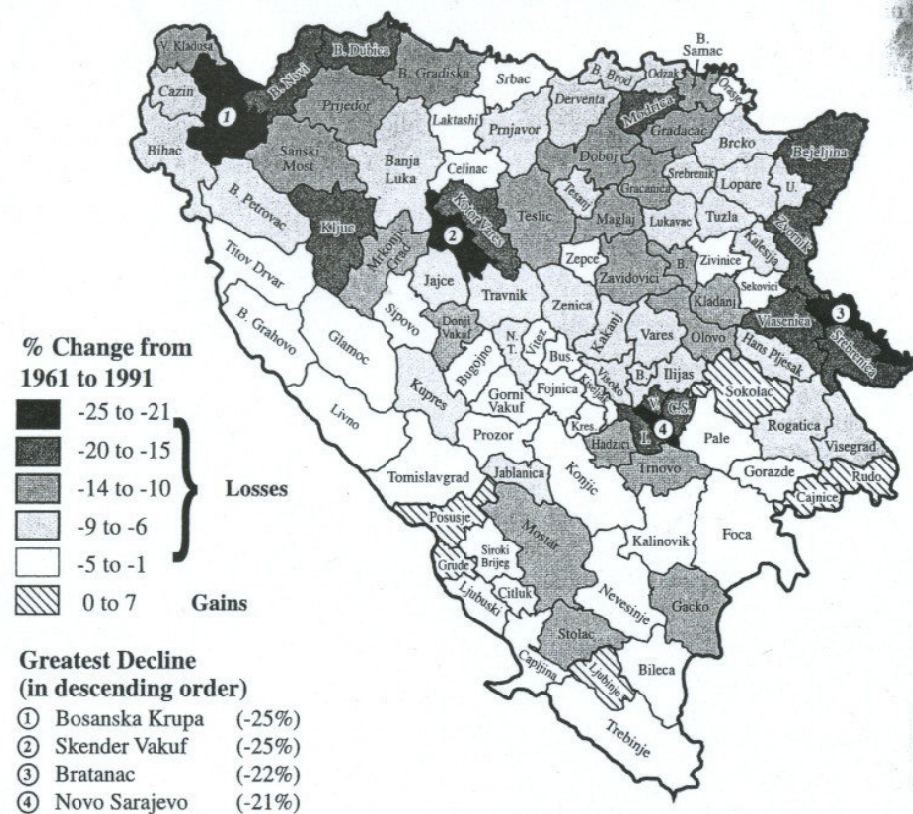 V. Kladusa
Cazin
Bihac
B. Novi
B. Dubica
B. Gradiska
Prijedor
Sanski
Most
Banja
Luka
Laktashi
Srbac
Celinac
Prnjavor
Derventa
B. Brod
Odzak
B.
Samac
Orasje
Modrica
Gradacac
Brcko
Bejeljina
Doboj
Gracanica
Srebrenik
Lopare
U.
Tesanj
Teslic
Maglaj
Lukavac
Tuzla
Zvornik
Kalesija
Zivinice
Zepce
Zavidovici
B.
Kladanj
Sekovici
Vlasenica
Srebrenica
Olovo
Hans Pijesak
B. Petrovac
Kljuc
Mrkonjic
Grad
Kotor Vares
Titov Drvar
B. Grahovo
Glamoc
Sipovo
Jajce
Travnik
Donji
Vakuf
Zenica
Kakanj
Vares
N.
T.
Vitez
Bus.
Bugojno
Gorni
Vakuf
Fojnica
Kiseljak
Visoko
B.
Ilijas
Kres.
V.
C.S.
I.
Hadzici
Trnovo
Sokolac
Rogatica
Visegrad
Pale
Gorazde
Rudo
Cajnice
Foca
Kalinovik
Livno
Kupres
Prozor
Tomislavgrad
Jablanica
Konjic
Posusje
Grude
Siroki
Brijeg
Mostar
Ljubuski
Citluk
Nevesinje
Gacko
Stolac
Capljina
Ljubinje
Bileca
Trebinje
1
2
3
4
% Change from
1961 to 1991
-25 to -21
-20 to -15
-14 to -10
-9 to -6
-5 to -1
0 to 7
Losses
Gains
Greatest Decline
(in descending order)
1 Bosanska Krupa (-25%)
2 Skender Vakuf (-25%)
3 Bratanac (-22%)
4 Novo Sarajevo (-21%)